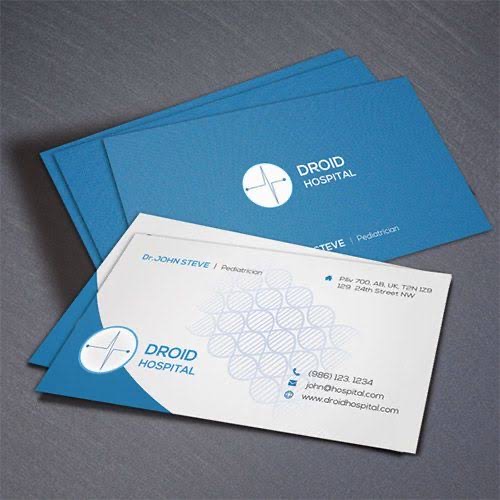 DROID
HOSPITAL
STEVE | Pediatrician
Dr. JOHN STEVE | Pediatrician
Pliv 700, AB, UK, T2N 1Z9
129 24th Street NW
DROID
HOSPITAL
(986) 123, 1234
john@hospital.com
www.droidhospital.com